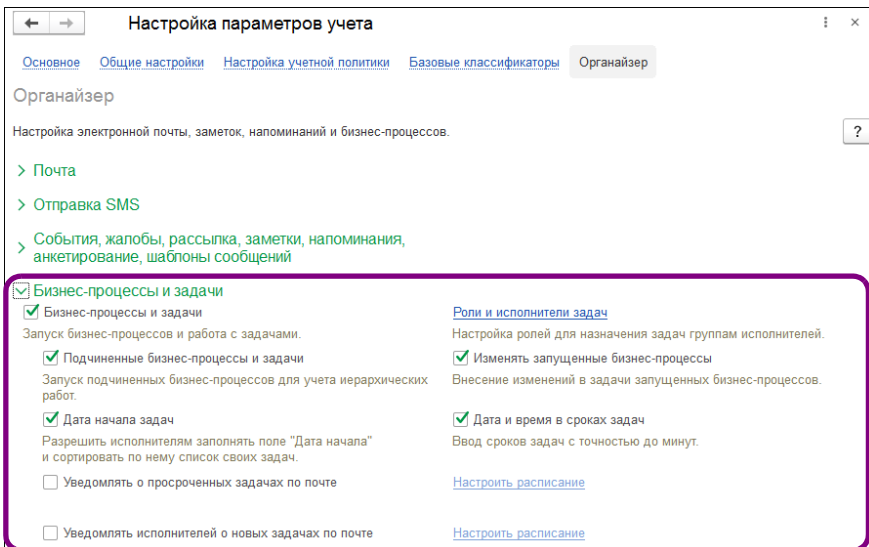 Настройка параметров учета
Основное Общие настройки Настройка учетной политики Базовые классификаторы Органайзер
Органайзер
Настройка электронной почты, заметок, напоминаний и бизнес-процессов.
?
Почта
Отправка SMS
События, жалобы, рассылка, заметки, напоминания,
анкетирование, шаблоны сообщений
Бизнес-процессы и задачи
Бизнес-процессы и задачи Роли и исполнители задач
Запуск бизнес-процессов и работа с задачами. Настройка ролей для назначения задач группам исполнителей.
Подчиненные бизнес-процессы и задачи Изменять запущенные бизнес-процессы
Запуск подчиненных бизнес-процессов для учета иерархических Внесение изменений в задачи запущенных бизнес-процессов.
работ.
Дата начала задач Дата и время в сроках задач
Разрешить исполнителям заполнять поле "Дата начала" Ввод сроков задач с точностью до минут.
и сортировать по нему список своих задач.
Уведомлять о просроченных задачах по почте Настроить расписание
Уведомлять исполнителей о новых задачах по почте Настроить расписание